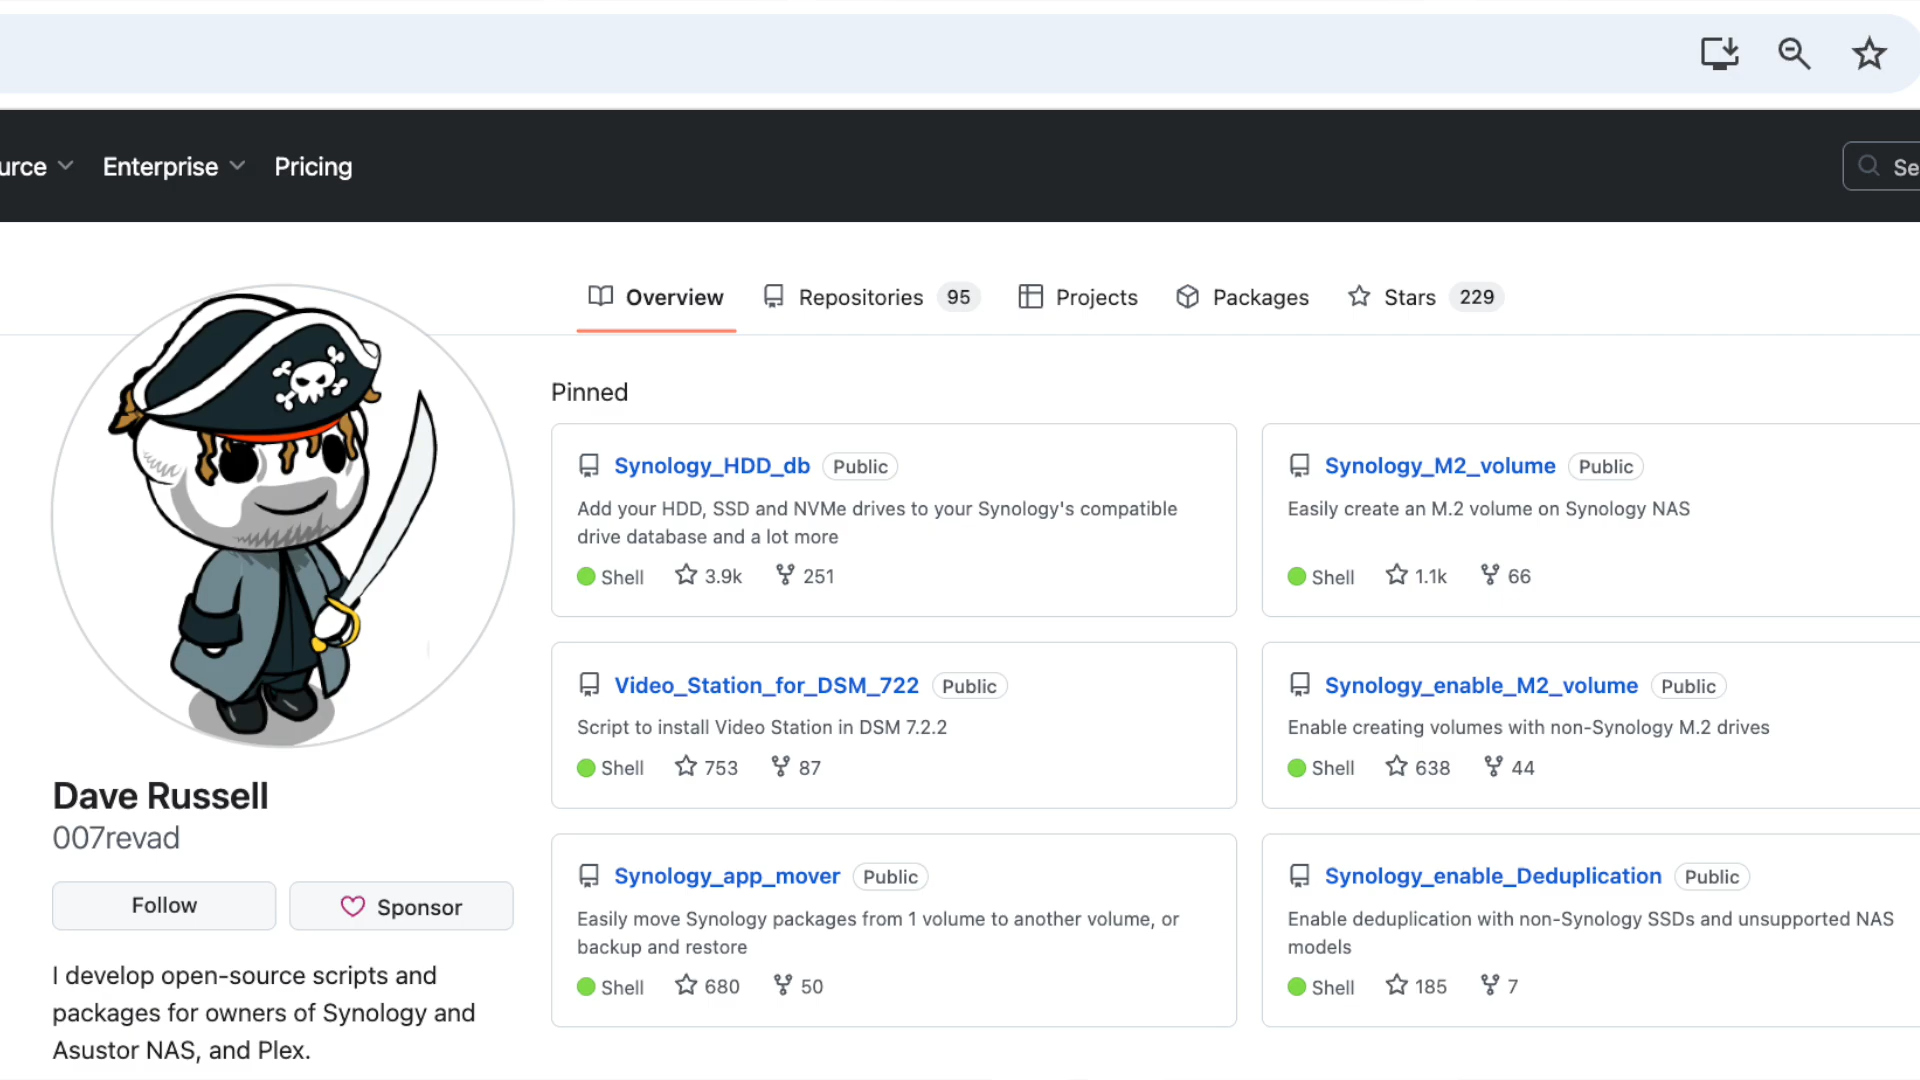 urce Enterprise Pricing Se
Overview Repositories 95 Projects Packages Stars 229
Pinned
Synology_HDD_db Public
Add your HDD, SSD and NVMe drives to your Synology's compatible
drive database and a lot more
Shell 3.9k 251
Synology_M2_volume Public
Easily create an M.2 volume on Synology NAS
Shell 1.1k 66
Video_Station_for_DSM_722 Public
Script to install Video Station in DSM 7.2.2
Shell 753 87
Synology_enable_M2_volume Public
Enable creating volumes with non-Synology M.2 drives
Shell 638 44
Synology_app_mover Public
Easily move Synology packages from 1 volume to another volume, or
backup and restore
Shell 680 50
Synology_enable_Deduplication Public
Enable deduplication with non-Synology SSDs and unsupported NAS
models
Shell 185 7
Dave Russell
007revad
Follow Sponsor
I develop open-source scripts and
packages for owners of Synology and
Asustor NAS, and Plex.